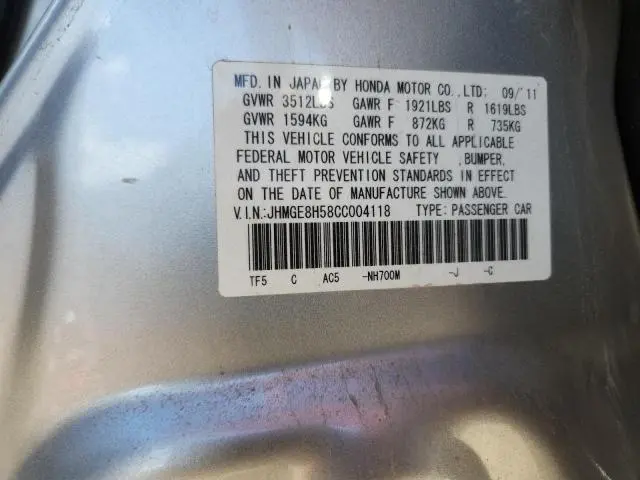 MFD. IN JAPAN BY HONDA MOTOR CO.,LTD: 09/'11
GVWR 3512LBS GAWR F 1921LBS R 1619LBS
GVWR 1594KG GAWR F 872KG R 735KG
THIS VEHICLE CONFORMS TO ALL APPLICABLE
FEDERAL MOTOR VEHICLE SAFETY ,BUMPER,
AND THEFT PREVENTION STANDARDS IN EFFECT
ON THE DATE OF MANUFACTURE SHOWN ABOVE.
V.I.N.:JHMGE8H58CC004118 TYPE: PASSENGER CAR
TF5 C AC5 -NH700M -J -C